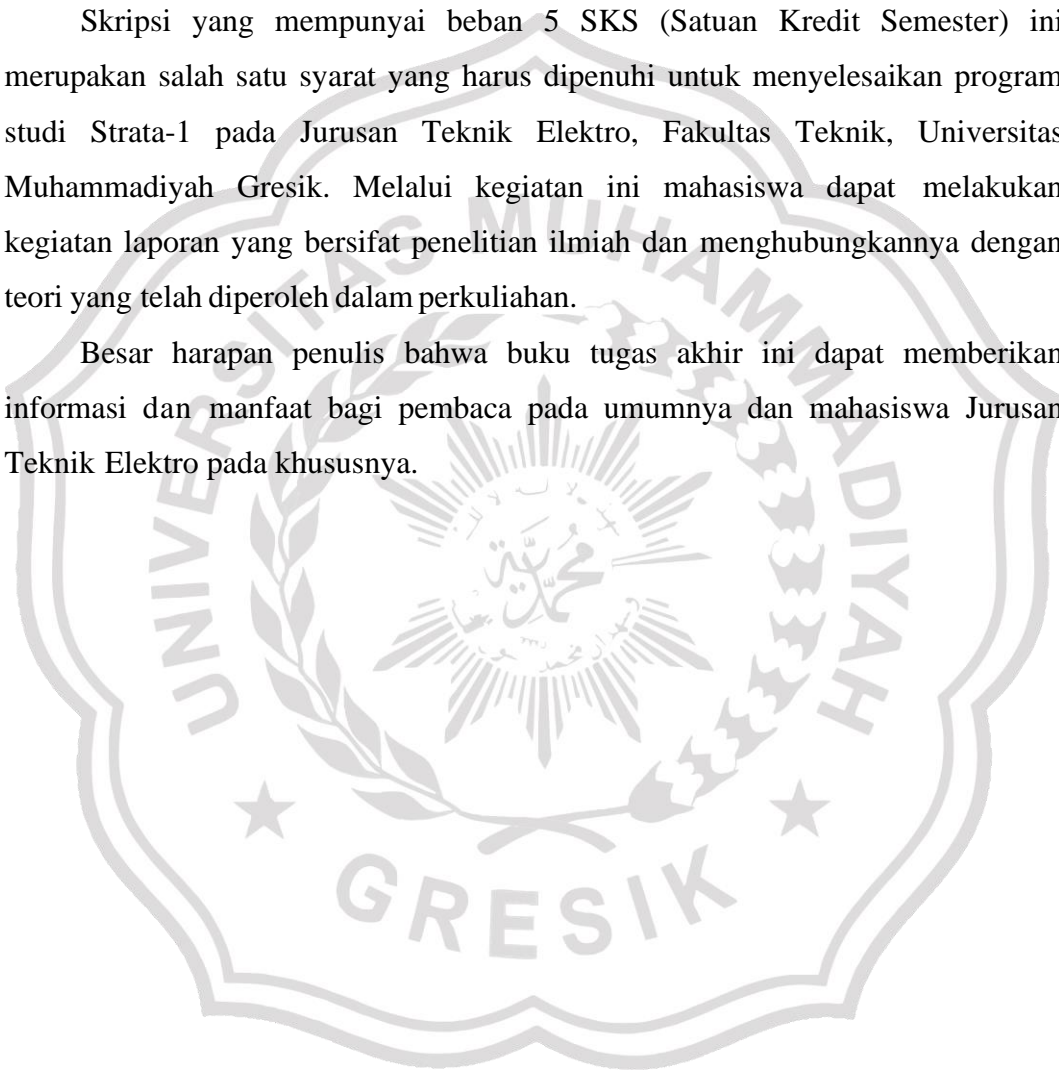 Skripsi yang mempunyai beban 5 SKS (Satuan Kredit Semester) ini
merupakan salah satu syarat yang harus dipenuhi untuk menyelesaikan program
studi Strata-1 pada Jurusan Teknik Elektro, Fakultas Teknik, Universitas
Muhammadiyah Gresik. Melalui kegiatan ini mahasiswa dapat melakukan
kegiatan laporan yang bersifat penelitian ilmiah dan menghubungkannya dengan
teori yang telah diperoleh dalam perkuliahan.
Besar harapan penulis bahwa buku tugas akhir ini dapat memberikan
informasi dan manfaat bagi pembaca pada umumnya dan mahasiswa Jurusan
Teknik Elektro pada khususnya.
UNIVERSITAS MUHAMMADIYAH
GRESIK